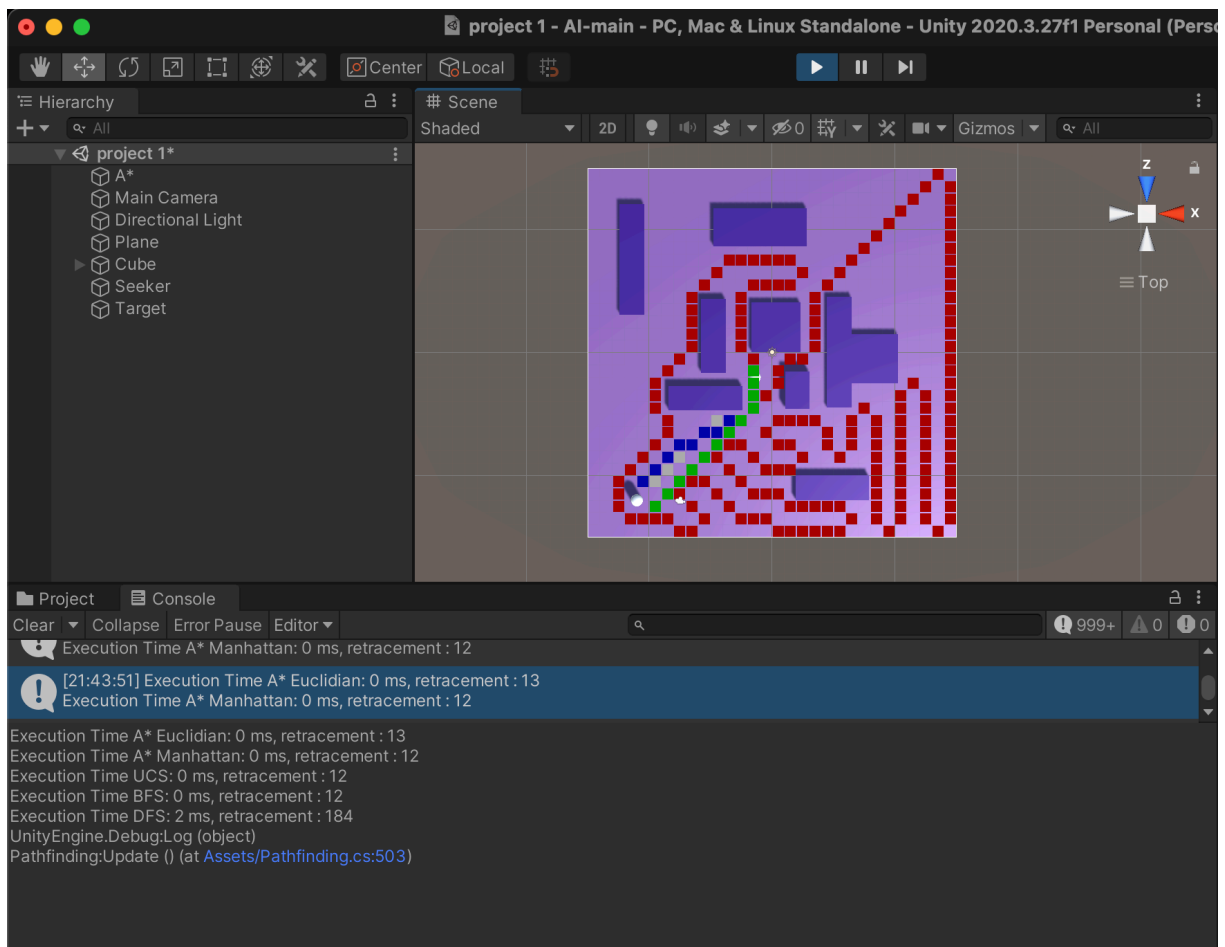 project 1 - AI-main - PC, Mac & Linux Standalone - Unity 2020.3.27f1 Personal (Perso
Center Local
Hierarchy
All
project 1*
A*
Main Camera
Directional Light
Plane
Cube
Seeker
Target
# Scene
Shaded 2D 0 Gizmos All
z
x
Top
Project Console
Clear Collapse Error Pause Editor 999+ 0 0
Execution Time A* Manhattan: 0 ms, retracement : 12
[21:43:51] Execution Time A* Euclidian: 0 ms, retracement : 13
Execution Time A* Manhattan: 0 ms, retracement : 12
Execution Time A* Euclidian: 0 ms, retracement : 13
Execution Time A* Manhattan: 0 ms, retracement : 12
Execution Time UCS: 0 ms, retracement : 12
Execution Time BFS: 0 ms, retracement : 12
Execution Time DFS: 2 ms, retracement : 184
UnityEngine.Debug:Log (object)
Pathfinding:Update () (at Assets/Pathfinding.cs:503)